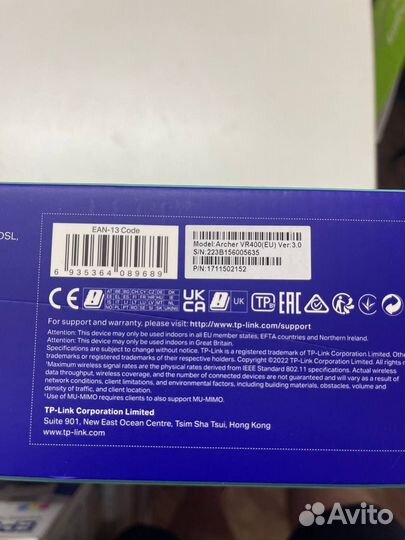 DSL,
EAN-13 Code
6 935364 089689
Model:Archer VR400(EU) Ver:3.0
S/N:223B156005635
P/N:1711502152
CE
UK CA
UK
TP
EAC
For support and warranty, please visit: http://www.tp-link.com/support
Attention: This device may only be used indoors in all EU member states, EFTA countries and Northern Ireland.
Attention: This device may only be used indoors in Great Britain.
Specifications are subject to change without notice. TP-Link is a registered trademark of TP-Link Corporation Limited. Other
trademarks of their respective holders. Copyright ©2022 TP-Link Corporation Limited.
¹Maximum wireless signal rates are the physical rates derived from IEEE Standard 802.11 specifications. Actual wireless
data throughput, wireless coverage, and number of connected devices are not guaranteed and will vary as a result of
network conditions, client limitations, and environmental factors, including building materials, obstacles, volume and
density of traffic, and client location.
*Use of MU-MIMO requires clients to also support MU-MIMO.
TP-Link Corporation Limited
Suite 901, New East Ocean Centre, Tsim Sha Tsui, Hong Kong
www.tp-link.com
Avito